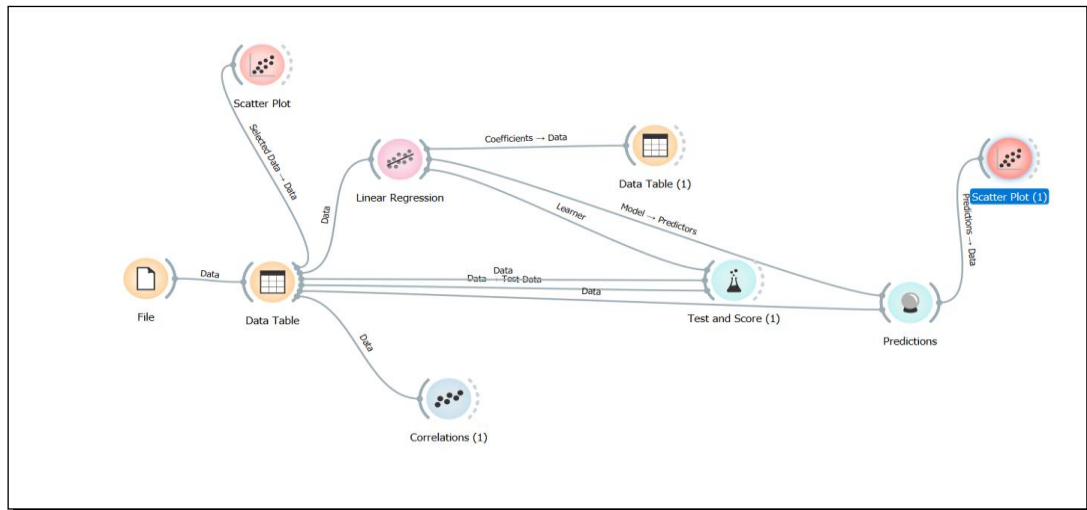 Scatter Plot
Selected Data → Data
Linear Regression
Coefficients → Data
Data Table (1)
Scatter Plot (1)
Predictions → Data
Data
Learner
Model → Predictors
File
Data
Data Table
Data
Data → Test Data
Data
Test and Score (1)
Predictions
Data
Correlations (1)